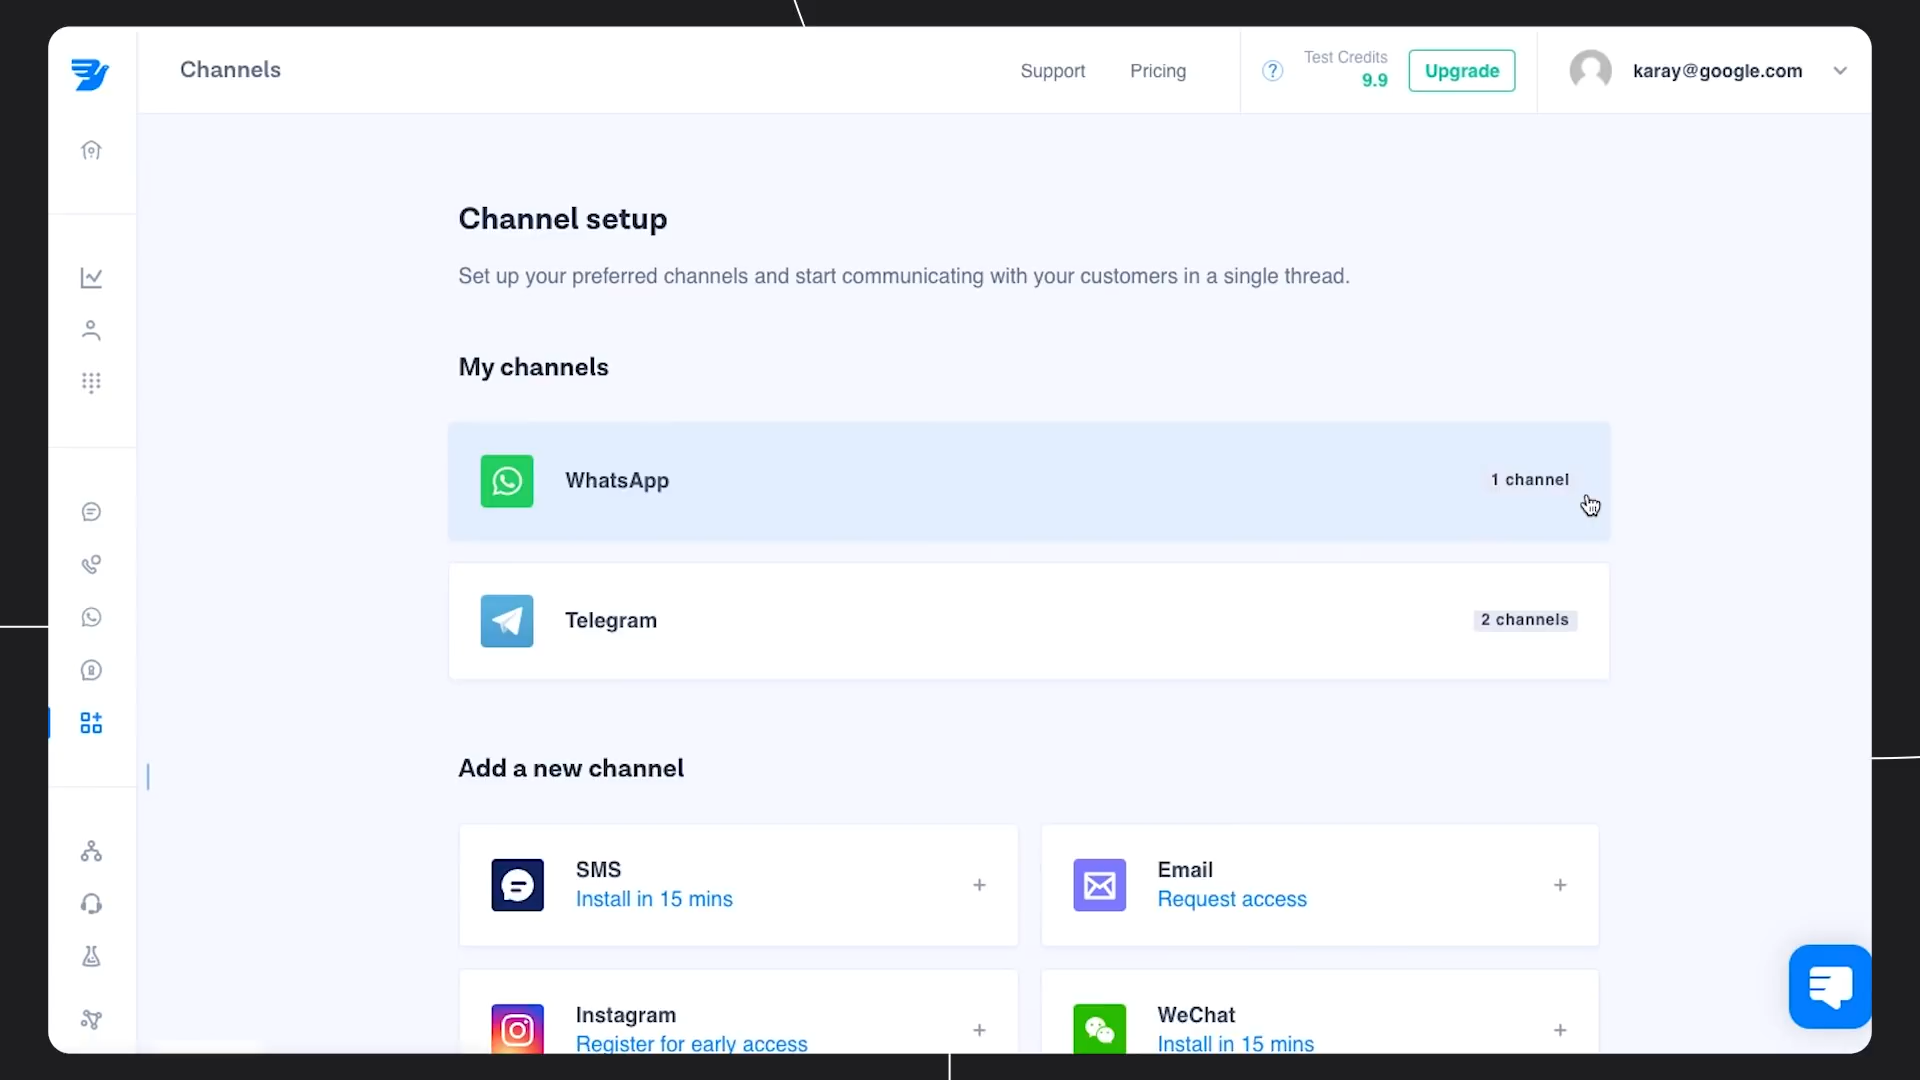 Channels
Support
Pricing
?
Test Credits
9.9
Upgrade
karay@google.com
Channel setup
Set up your preferred channels and start communicating with your customers in a single thread.
My channels
WhatsApp
1 channel
Telegram
2 channels
Add a new channel
SMS
Install in 15 mins
+
Email
Request access
+
Instagram
Register for early access
+
WeChat
Install in 15 mins
+